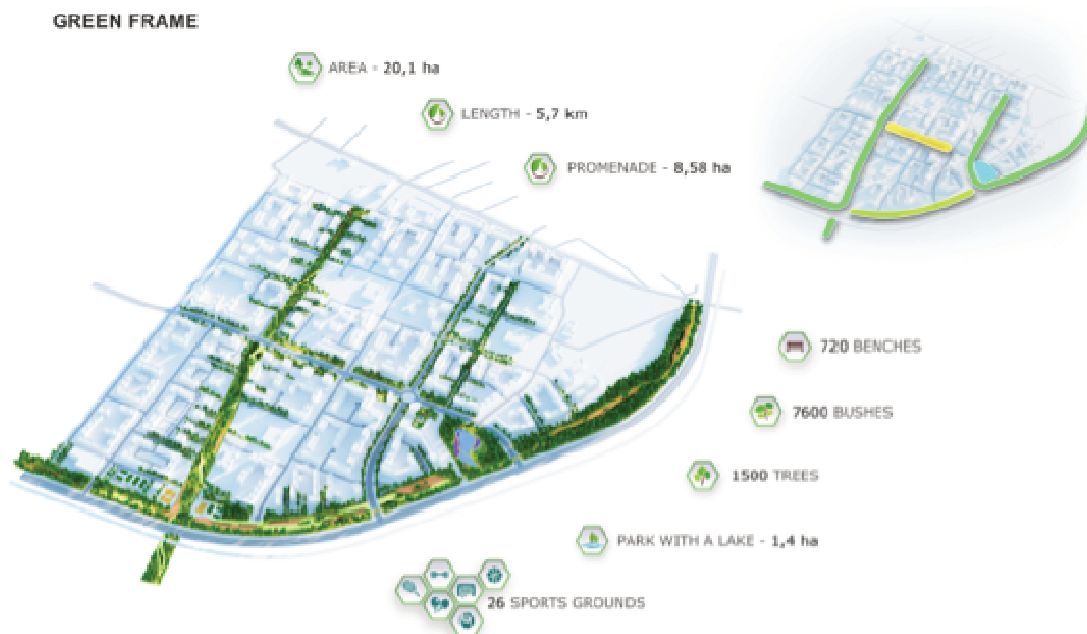 GREEN FRAME
AREA - 20,1 ha
LENGTH - 5,7 km
PROMENADE - 8,58 ha
720 BENCHES
7600 BUSHES
1500 TREES
PARK WITH A LAKE - 1,4 ha
26 SPORTS GROUNDS